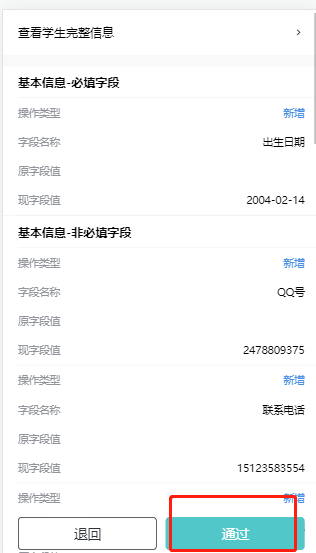 查看学生完整信息
基本信息-必填字段
操作类型 新增
字段名称 出生日期
原字段值
现字段值 2004-02-14
基本信息-非必填字段
操作类型 新增
字段名称 QQ号
原字段值
现字段值 2478809375
操作类型 新增
字段名称 联系电话
原字段值
现字段值 15123583554
操作类型 新增
退回 通过